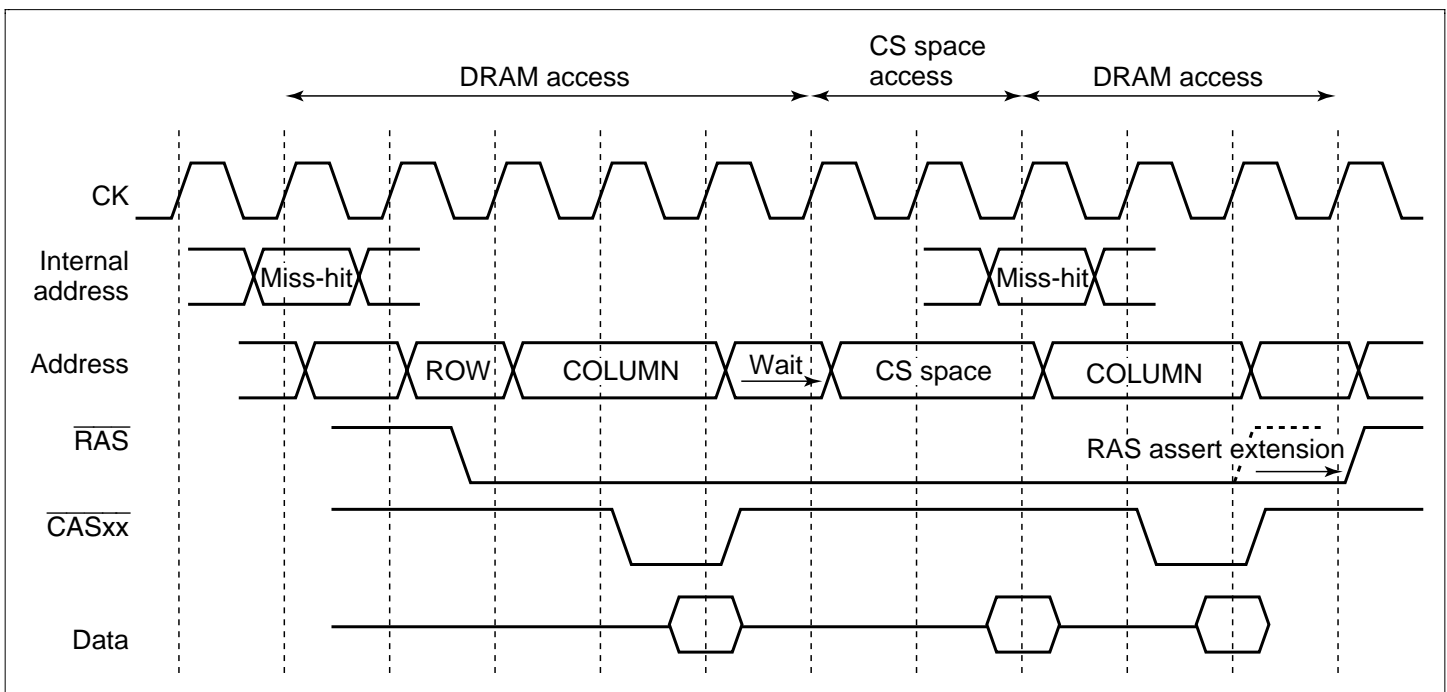 CS space
access
DRAM access
DRAM access
CK
Internal
address
Miss-hit
Miss-hit
Address
ROW
COLUMN
Wait
CS space
COLUMN
RAS
RAS assert extension
CASxx
Data